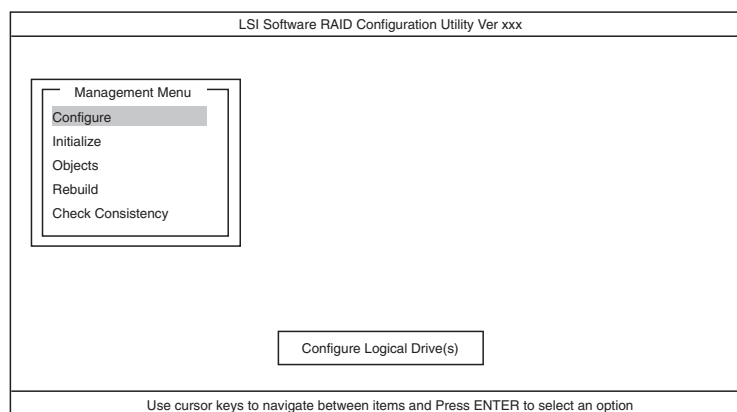 LSI Software RAID Configuration Utility Ver xxx
Management Menu
Configure
Initialize
Objects
Rebuild
Check Consistency
Configure Logical Drive(s)
Use cursor keys to navigate between items and Press ENTER to select an option